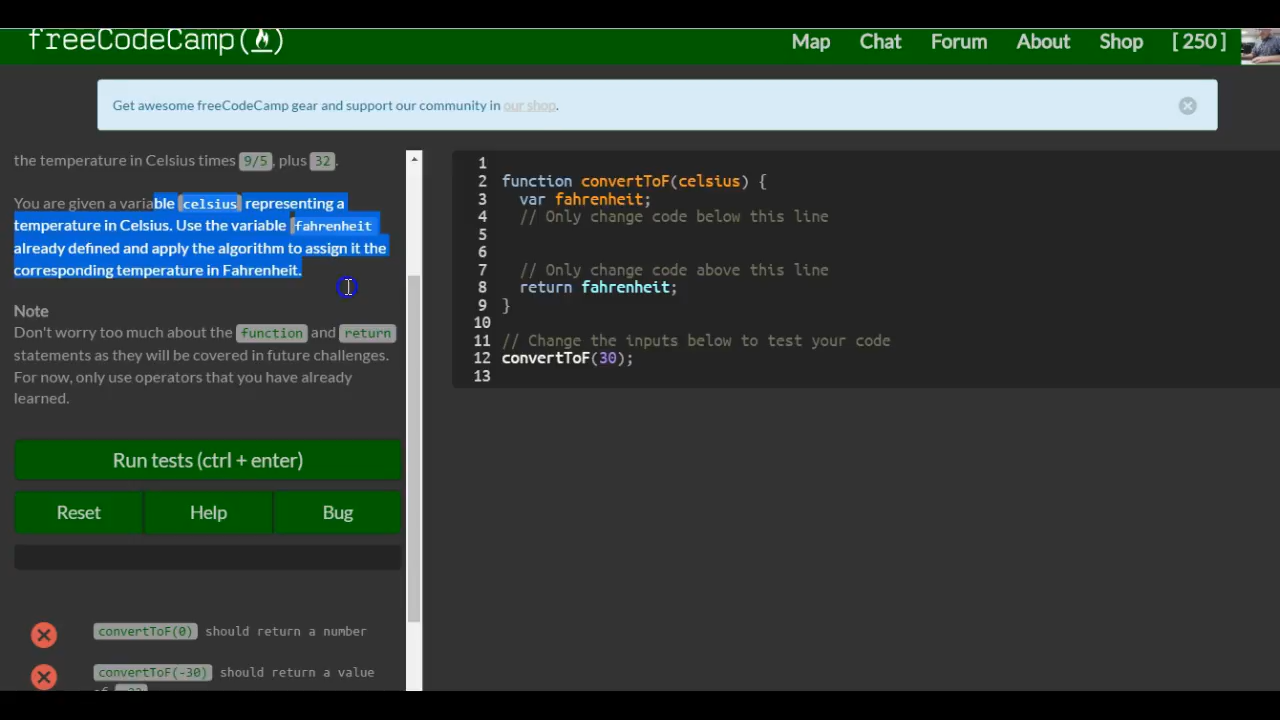 freeCodeCamp(🔥)
Map Chat Forum About Shop [ 250 ]
Get awesome freeCodeCamp gear and support our community in our shop.
the temperature in Celsius times 9/5, plus 32.
You are given a variable celsius representing a
temperature in Celsius. Use the variable fahrenheit
already defined and apply the algorithm to assign it the
corresponding temperature in Fahrenheit.
Note
Don't worry too much about the function and return
statements as they will be covered in future challenges.
For now, only use operators that you have already
learned.
Run tests (ctrl + enter)
Reset Help Bug
convertToF(0) should return a number
convertToF(-30) should return a value
1
2 function convertToF(celsius) {
3 var fahrenheit;
4 // Only change code below this line
5
6
7 // Only change code above this line
8 return fahrenheit;
9 }
10
11 // Change the inputs below to test your code
12 convertToF(30);
13